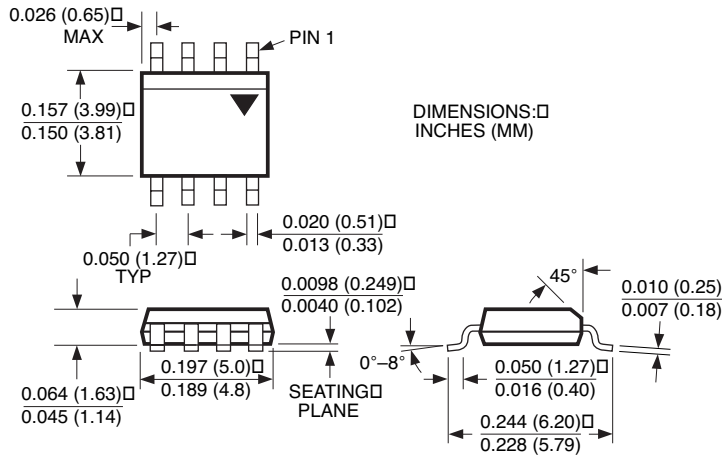 0.026 (0.65)
MAX
PIN 1
0.157 (3.99)
0.150 (3.81)
DIMENSIONS:
INCHES (MM)
0.020 (0.51)
0.013 (0.33)
0.050 (1.27)
TYP
0.0098 (0.249)
0.0040 (0.102)
45°
0.010 (0.25)
0.007 (0.18)
0°–8°
0.064 (1.63)
0.045 (1.14)
0.197 (5.0)
0.189 (4.8)
SEATING
PLANE
0.050 (1.27)
0.016 (0.40)
0.244 (6.20)
0.228 (5.79)